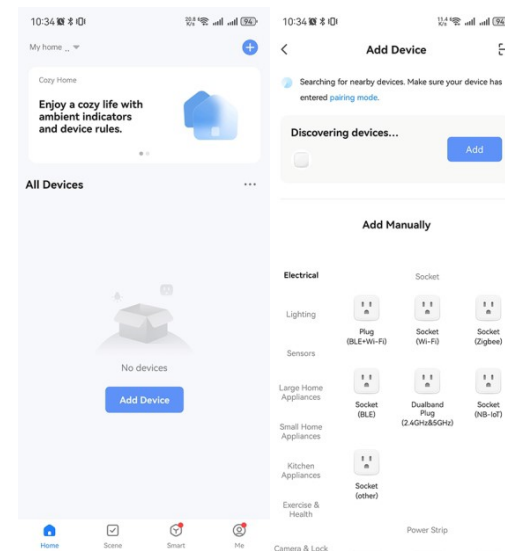 10:34
20.8 K/s
94
My home ..
Cozy Home
Enjoy a cozy life with
ambient indicators
and device rules.
All Devices
No devices
Add Device
Home
Scene
Smart
Me
10:34
11.4 K/s
94
Add Device
Searching for nearby devices. Make sure your device has
entered pairing mode.
Discovering devices...
Add
Add Manually
Electrical
Lighting
Sensors
Large Home
Appliances
Small Home
Appliances
Kitchen
Appliances
Exercise &
Health
Camera & Lock
Socket
Plug
(BLE+Wi-Fi)
Socket
(Wi-Fi)
Socket
(Zigbee)
Socket
(BLE)
Dualband
Plug
(2.4GHz&5GHz)
Socket
(NB-IoT)
Socket
(other)
Power Strip